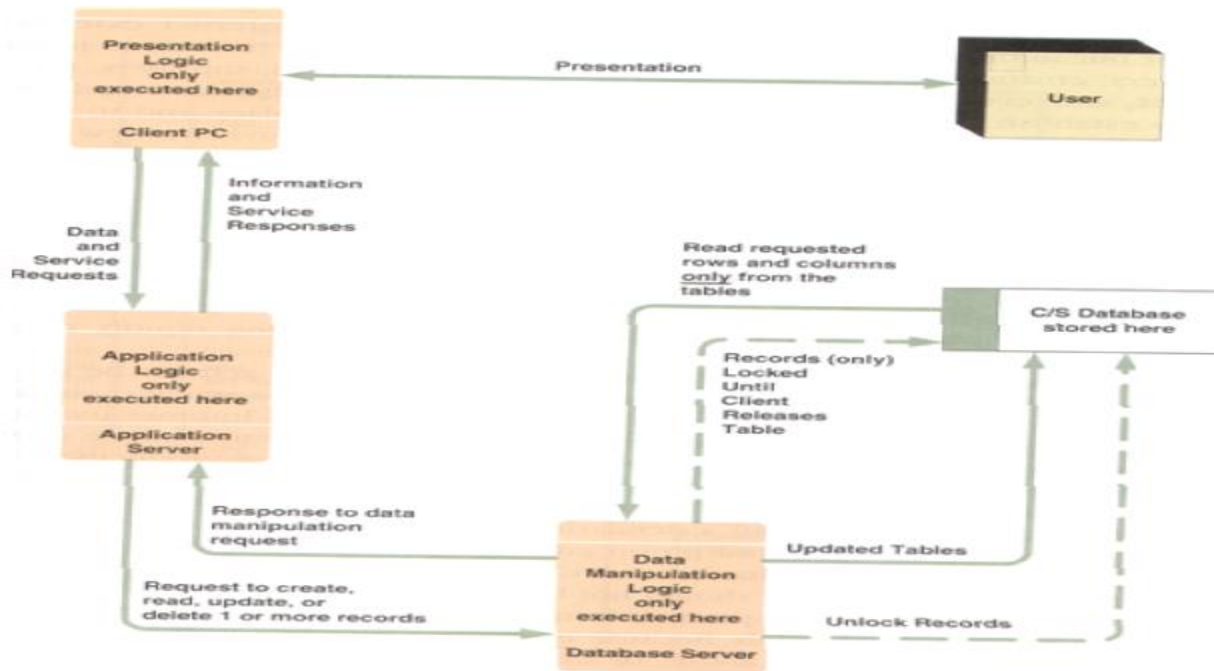 Presentation
Logic
only
executed here
Client PC
Presentation
User
Information
and
Service
Responses
Data
and
Service
Requests
Read requested
rows and columns
only from the
tables
C/S Database
stored here
Records (only)
Locked
Until
Client
Releases
Table
Application
Logic
only
executed here
Application
Server
Response to data
manipulation
request
Updated Tables
Data
Manipulation
Logic
only
executed here
Database Server
Request to create,
read, update, or
delete 1 or more records
Unlock Records